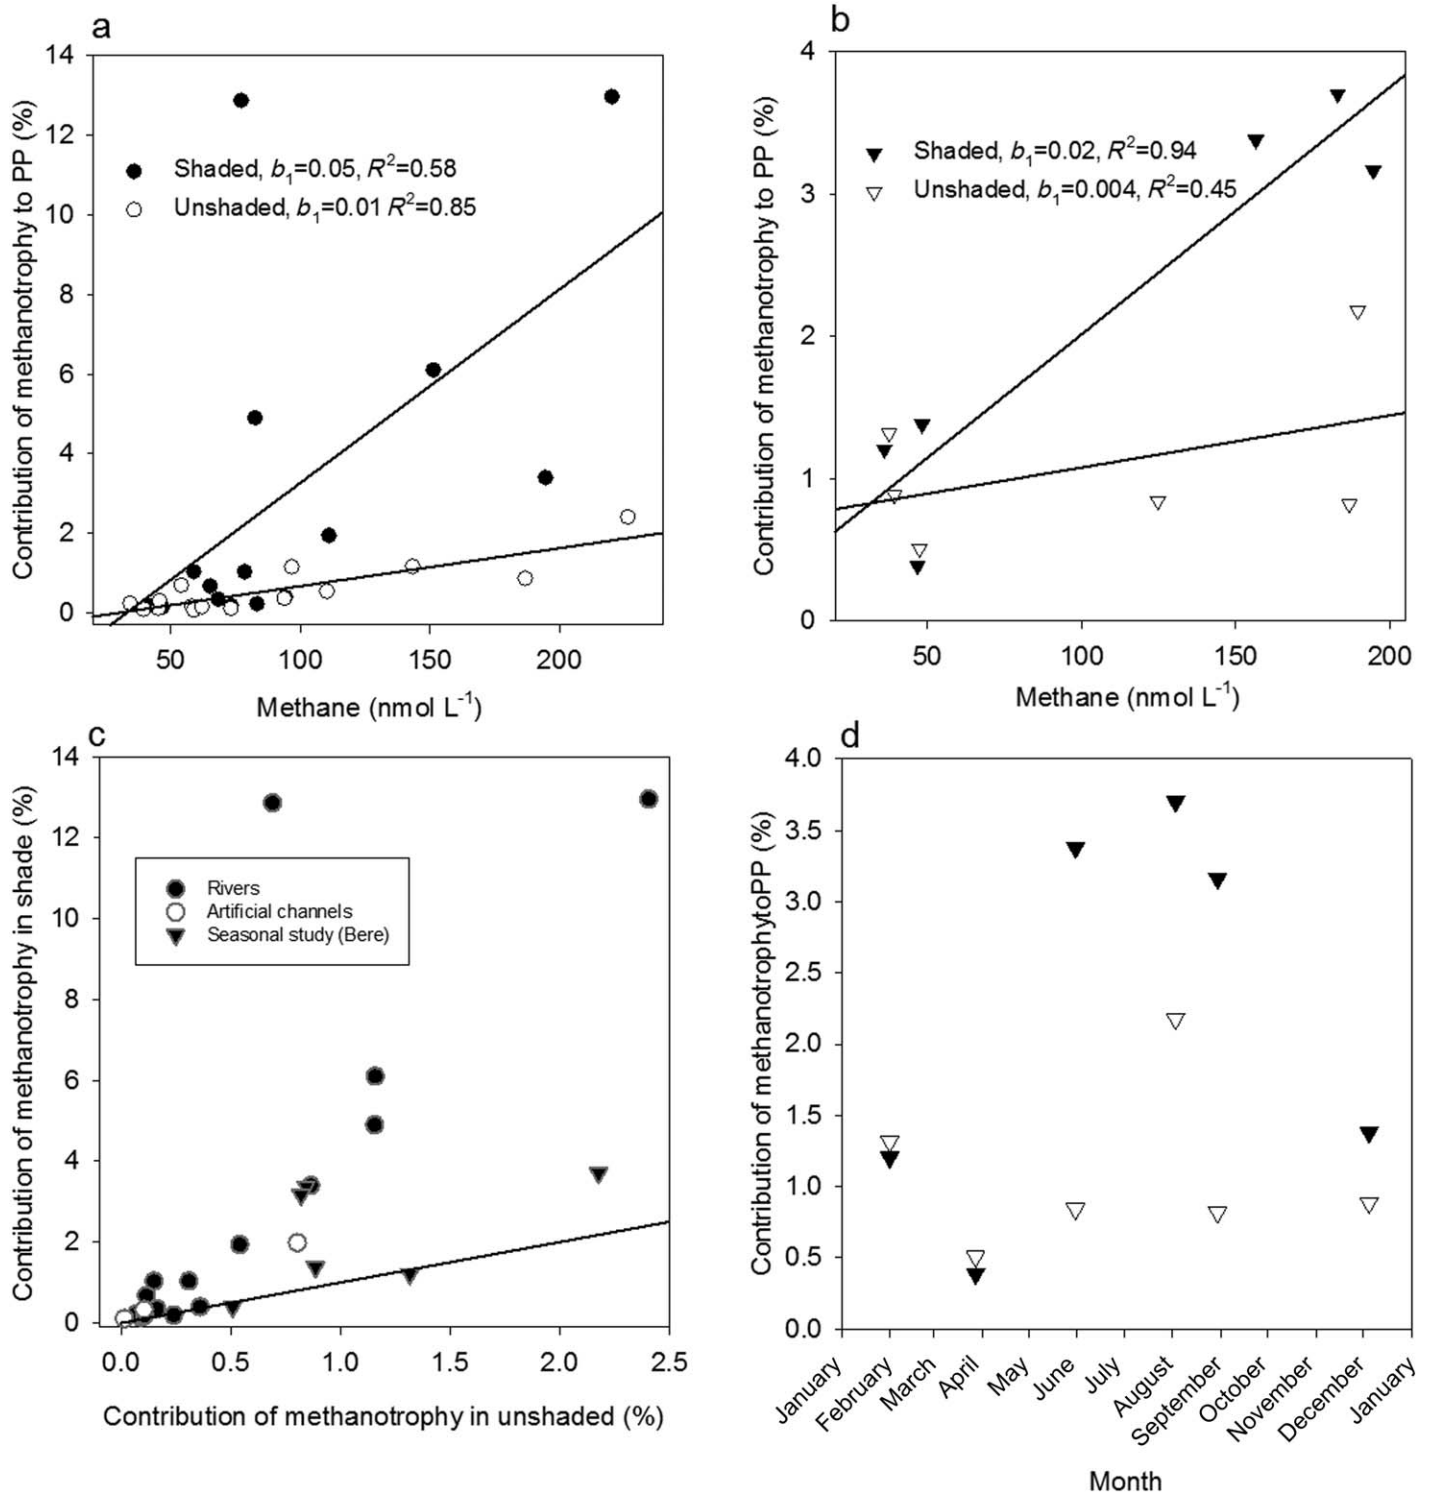 a
Contribution of methanotrophy to PP (%)
14
12
10
8
6
4
2
0
Shaded, b1=0.05, R2=0.58
Unshaded, b1=0.01 R2=0.85
50 100 150 200
Methane (nmol L-1)
b
Contribution of methanotrophy to PP (%)
4
3
2
1
0
Shaded, b1=0.02, R2=0.94
Unshaded, b1=0.004, R2=0.45
50 100 150 200
Methane (nmol L-1)
c
Contribution of methanotrophy in shade (%)
14
12
10
8
6
4
2
0
Rivers
Artificial channels
Seasonal study (Bere)
0.0 0.5 1.0 1.5 2.0 2.5
Contribution of methanotrophy in unshaded (%)
d
Contribution of methanotrophytoPP (%)
4.0
3.5
3.0
2.5
2.0
1.5
1.0
0.5
0.0
January
February
March
April
May
June
July
August
September
October
November
December
January
Month